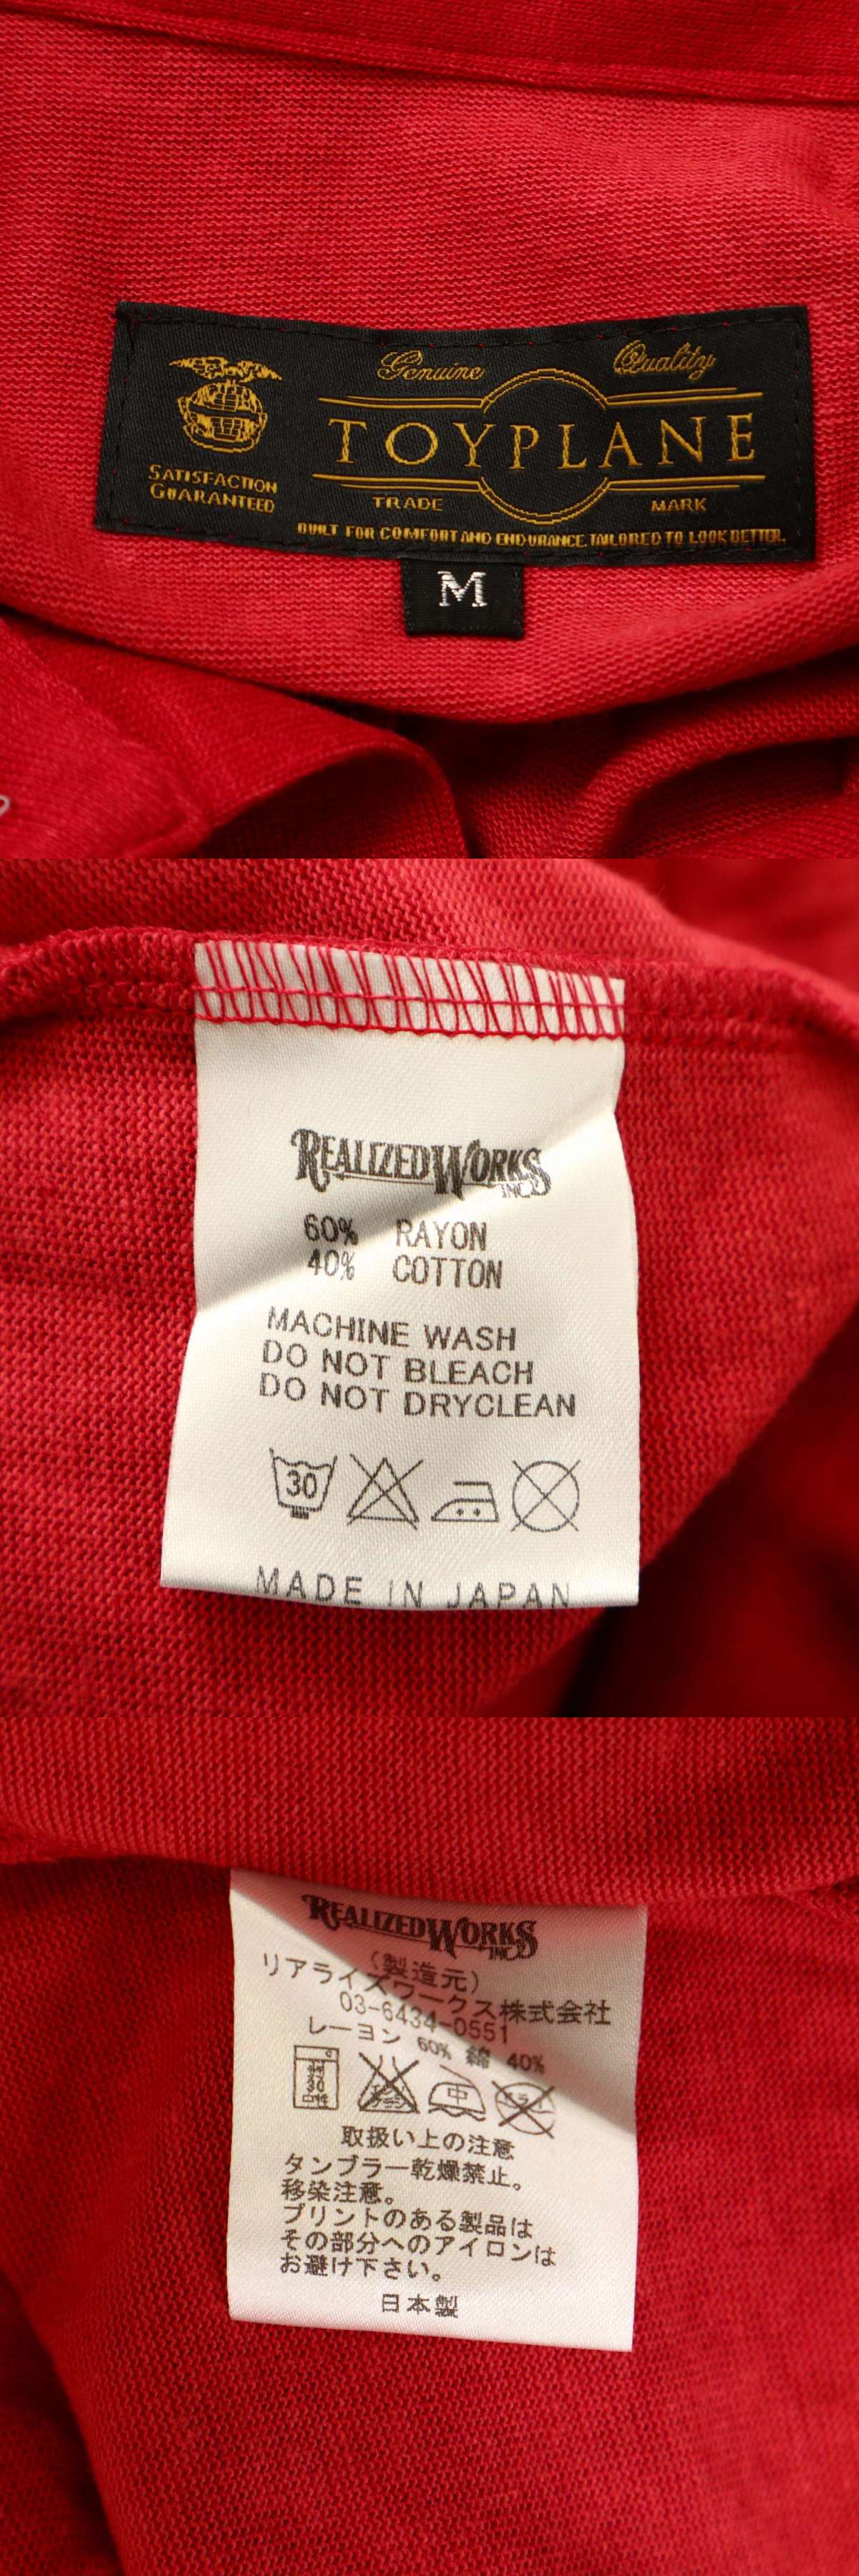 Genuine Quality
TOYPLANE
SATISFACTION
GUARANTEED
TRADE MARK
BUILT FOR COMFORT AND ENDURANCE. TAILORED TO LOOK BETTER.
M
REALIZED WORKS
INC.
60% RAYON
40% COTTON
MACHINE WASH
DO NOT BLEACH
DO NOT DRYCLEAN
30
MADE IN JAPAN
REALIZED WORKS
INC.
(製造元)
リアライズワークス株式会社
03-6434-0551
レーヨン 60% 綿 40%
30
中
取扱い上の注意
タンブラー乾燥禁止。
移染注意。
プリントのある製品は
その部分へのアイロンは
お避け下さい。
日本製